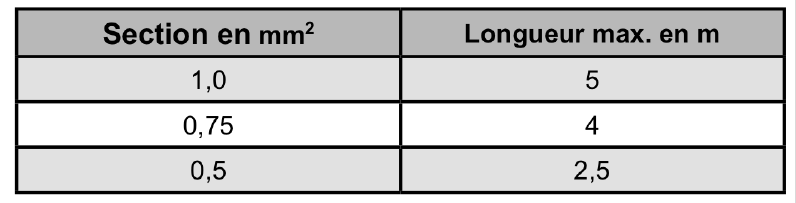 Section en mm² Longueur max. en m
1,0 5
0,75 4
0,5 2,5